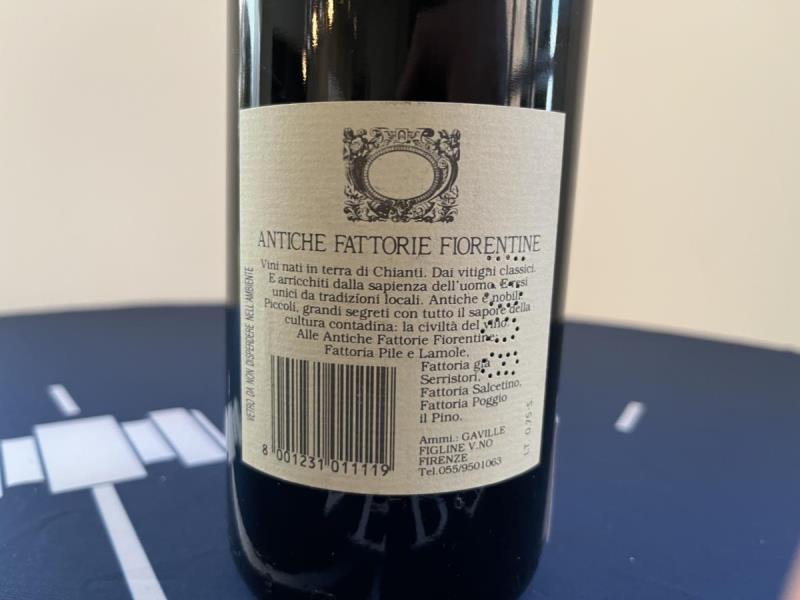 ANTICHE FATTORIE FIORENTINE
Vini nati in terra di Chianti. Dai vitigni classici.
E arricchiti dalla sapienza dell'uomo. E resi
unici da tradizioni locali. Antiche e nobili.
Piccoli, grandi segreti con tutto il sapore della
cultura contadina: la civiltà del vino.
Alle Antiche Fattorie Fiorentine:
Fattoria Pile e Lamole,
Fattoria già
Serristori,
Fattoria Salcetino,
Fattoria Poggio
il Pino.
Ammi.: GAVILLE
FIGLINE V.NO
FIRENZE
Tel.055/9501063
8 001231 011119
VETRO DA NON DISPERDERE NELL'AMBIENTE
LT. 0,75-S